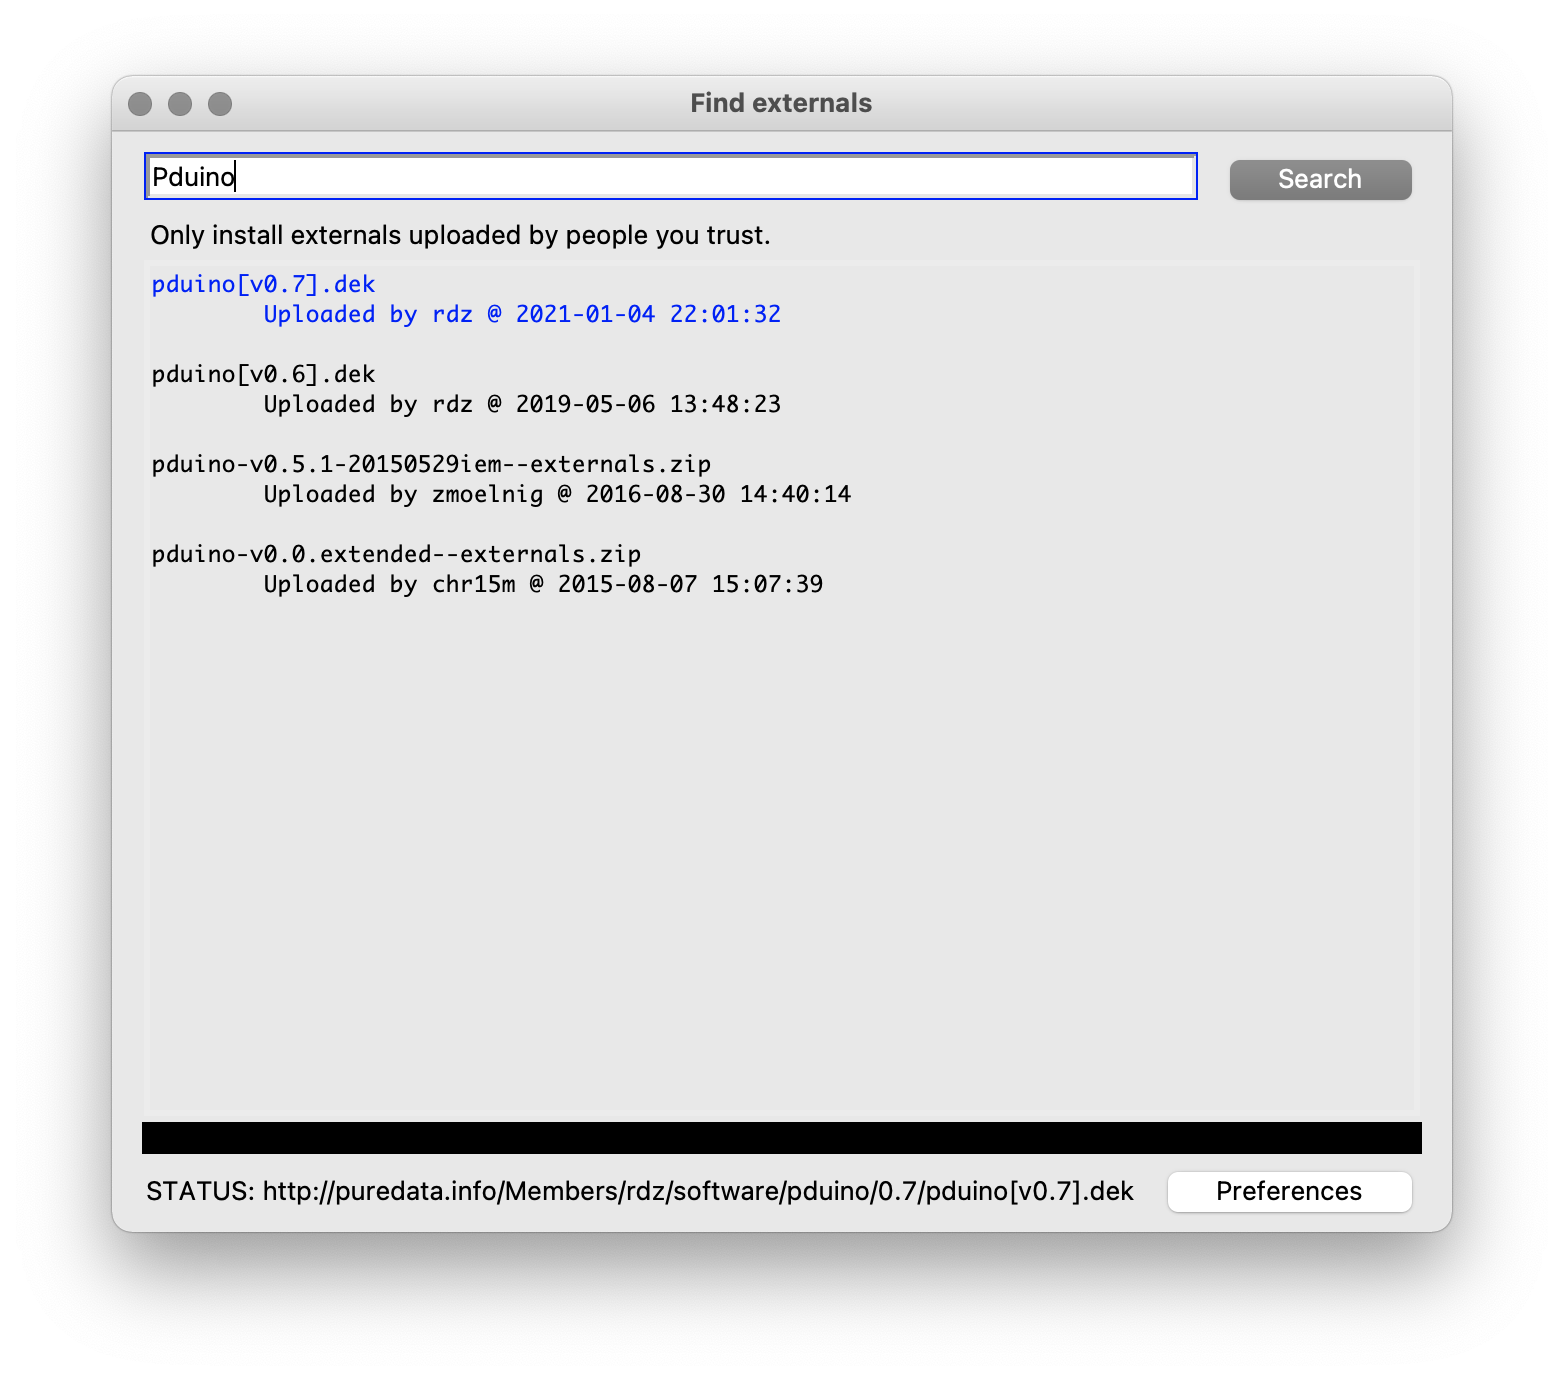 Find externals
Pduino
Search
Only install externals uploaded by people you trust.
pduino[v0.7].dek
Uploaded by rdz @ 2021-01-04 22:01:32
pduino[v0.6].dek
Uploaded by rdz @ 2019-05-06 13:48:23
pduino-v0.5.1-20150529iem--externals.zip
Uploaded by zmoelnig @ 2016-08-30 14:40:14
pduino-v0.0.extended--externals.zip
Uploaded by chr15m @ 2015-08-07 15:07:39
STATUS: http://puredata.info/Members/rdz/software/pduino/0.7/pduino[v0.7].dek
Preferences